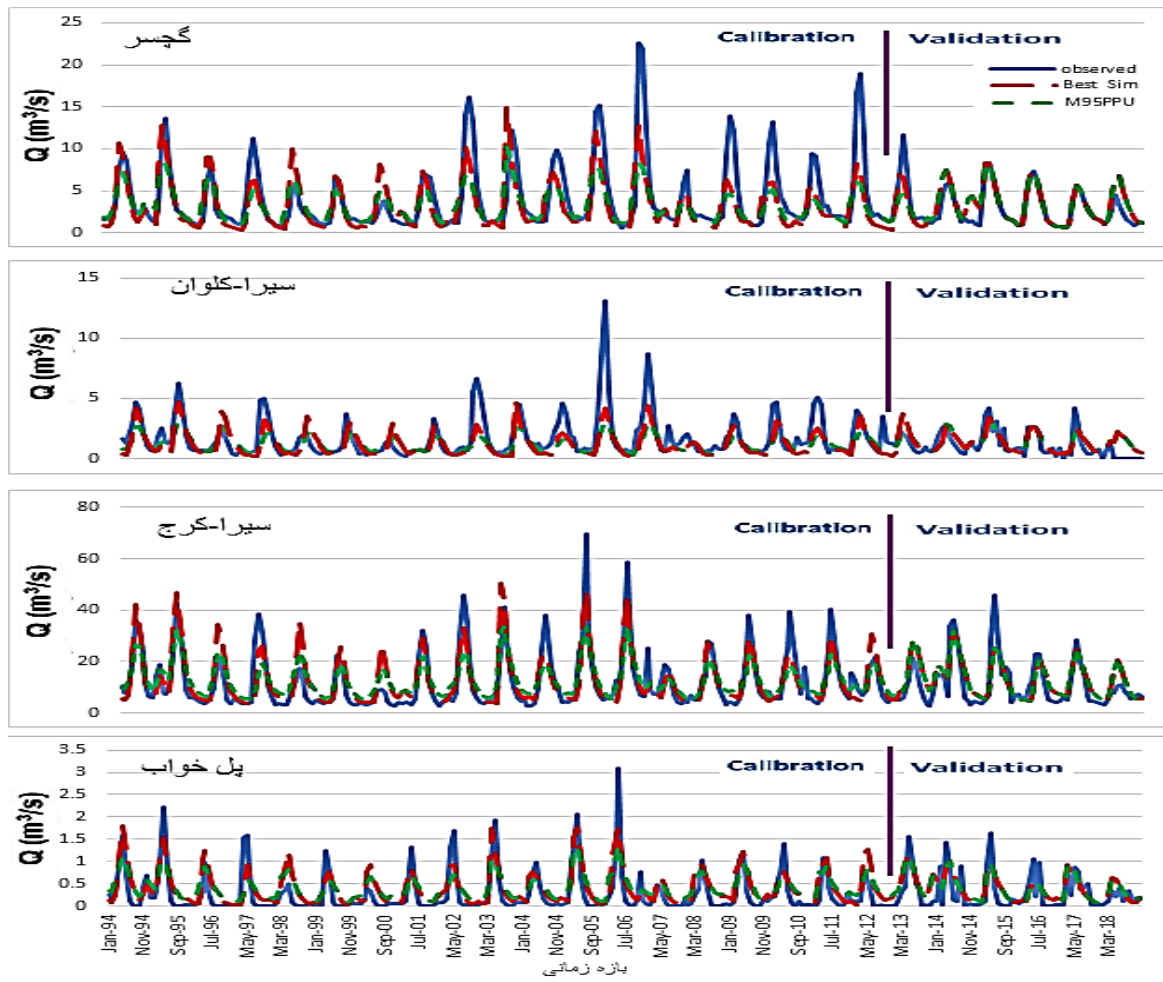 گچسر
Calibration Validation
observed
Best Sim
M95PPU
Q (m³/s)
25
20
15
10
5
0
سیرا-کلوان
Calibration Validation
Q (m³/s)
15
10
5
0
سیرا-کرج
Calibration Validation
Q (m³/s)
80
60
40
20
0
پل خواب
Calibration Validation
Q (m³/s)
3.5
3
2.5
2
1.5
1
0.5
0
Jan-94 Nov-94 Sep-95 Jul-96 May-97 Mar-98 Jan-99 Nov-99 Sep-00 Jul-01 May-02 Mar-03 Jan-04 Nov-04 Sep-05 Jul-06 May-07 Mar-08 Jan-09 Nov-09 Sep-10 Jul-11 May-12 Mar-13 Jan-14 Nov-14 Sep-15 Jul-16 May-17 Mar-18
بازه زمانی